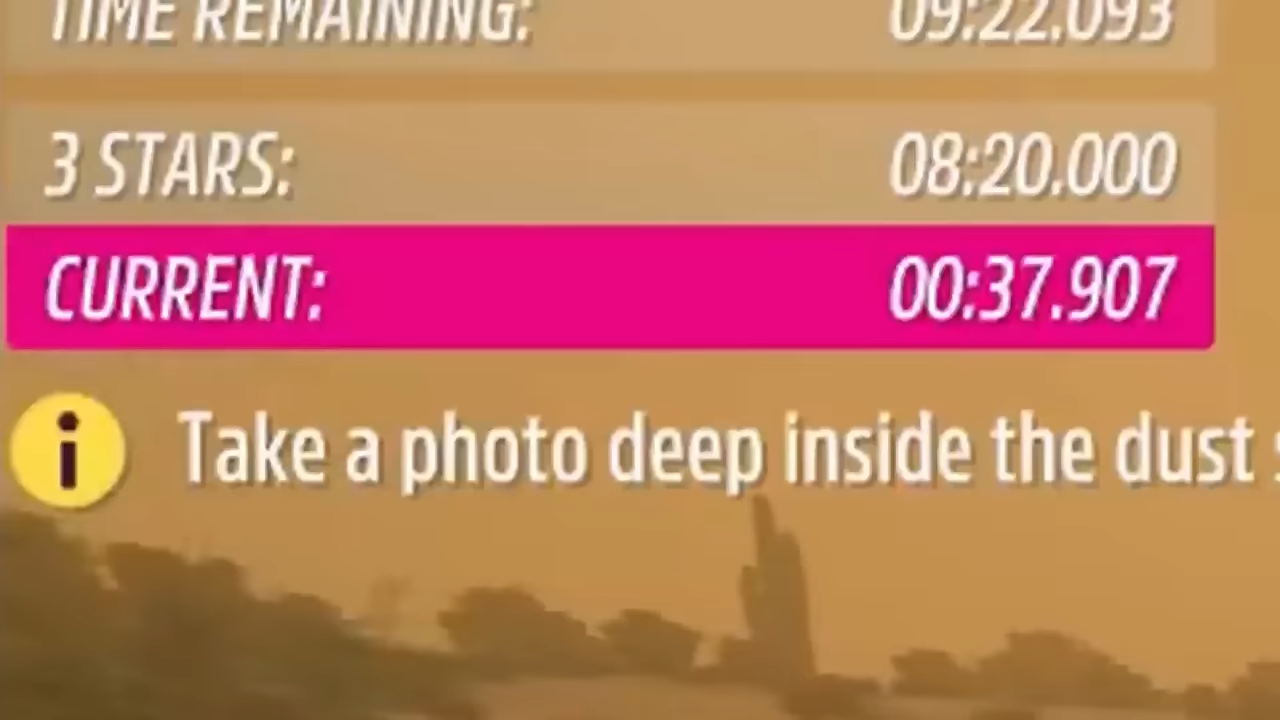 TIME REMAINING: 09:22.093
3 STARS: 08:20.000
CURRENT: 00:37.907
i Take a photo deep inside the dust